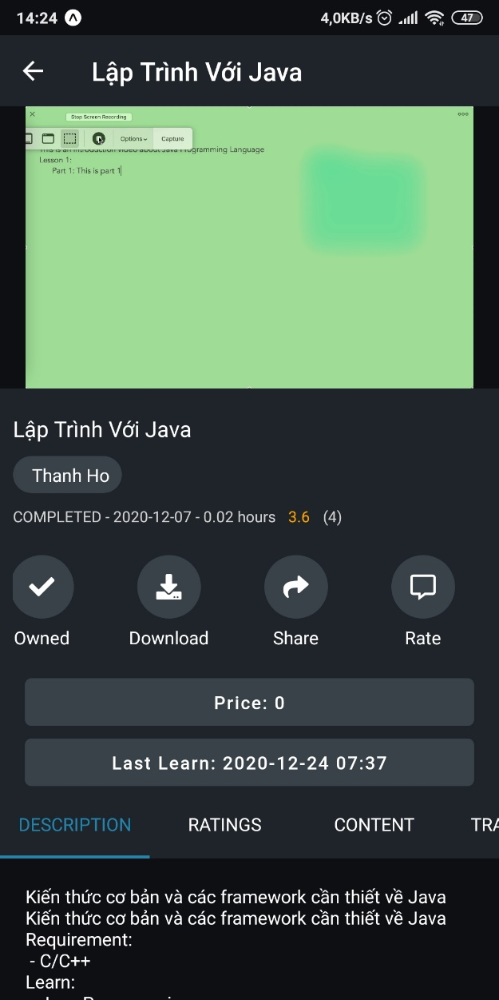 14:24 4,0KB/s 47
Lập Trình Với Java
Stop Screen Recording
Options Capture
This is an introduction video about Java Programming Language
Lesson 1:
Part 1: This is part 1
Lập Trình Với Java
Thanh Ho
COMPLETED - 2020-12-07 - 0.02 hours 3.6 (4)
Owned Download Share Rate
Price: 0
Last Learn: 2020-12-24 07:37
DESCRIPTION RATINGS CONTENT TRA
Kiến thức cơ bản và các framework cần thiết về Java
Kiến thức cơ bản và các framework cần thiết về Java
Requirement:
- C/C++
Learn: